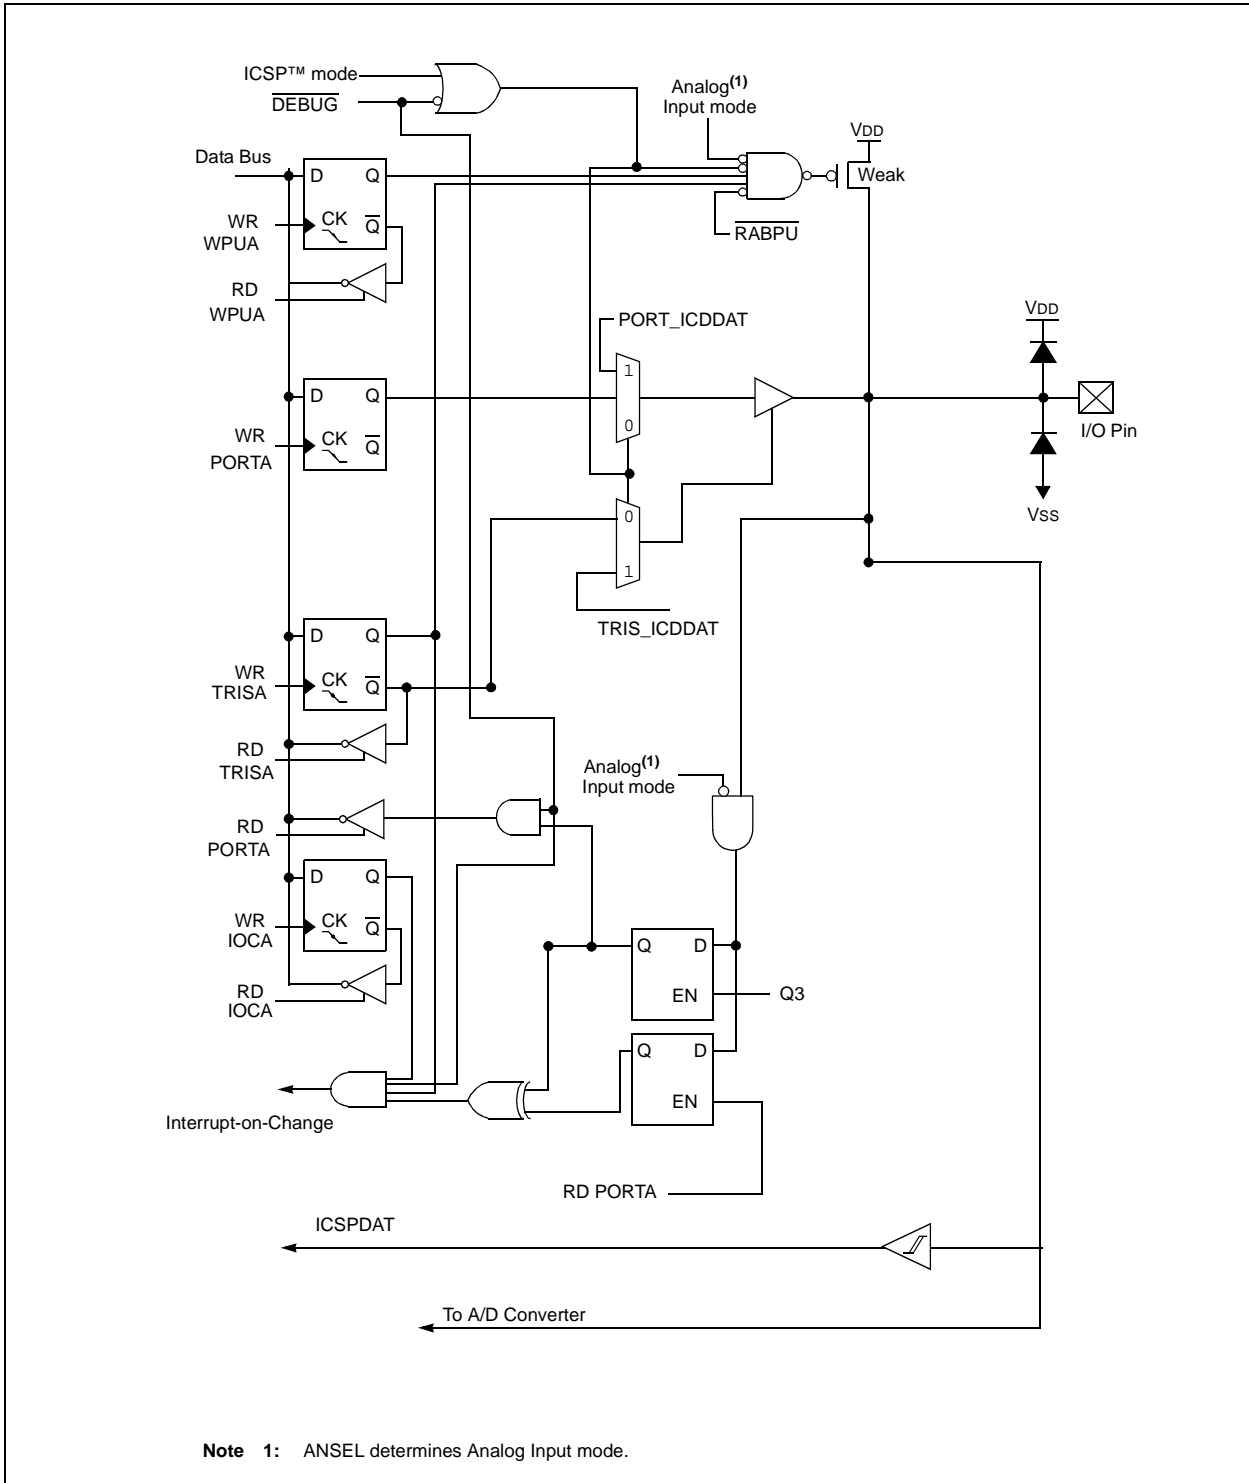 ICSP™ mode
DEBUG
Analog(1)
Input mode
VDD
Weak
Data Bus
D Q
CK Q
WR
WPUA
RABPU
RD
WPUA
PORT_ICDDAT
1
0
VDD
I/O Pin
VSS
D Q
CK Q
WR
PORTA
0
1
TRIS_ICDDAT
D Q
CK Q
WR
TRISA
RD
TRISA
Analog(1)
Input mode
RD
PORTA
D Q
CK Q
WR
IOCA
RD
IOCA
Q D
EN
Q3
Q D
EN
Interrupt-on-Change
RD PORTA
ICSPDAT
To A/D Converter
Note 1: ANSEL determines Analog Input mode.